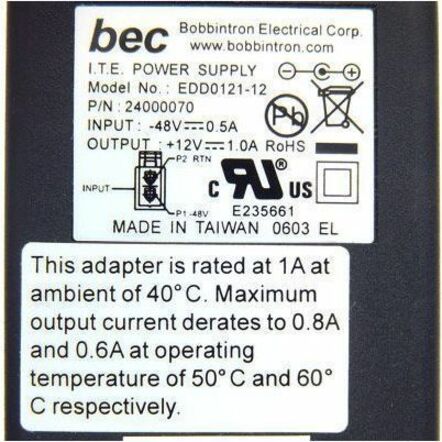 bec
Bobbintron Electrical Corp.
www.bobbintron.com
I.T.E. POWER SUPPLY
Model No.: EDD0121-12
P/N: 24000070
INPUT: -48V⎓0.5A
OUTPUT: +12V⎓1.0A RoHS
Pb
INPUT
P2 RTN
P1-48V
c RU® US
E235661
MADE IN TAIWAN 0603 EL
This adapter is rated at 1A at
ambient of 40°C. Maximum
output current derates to 0.8A
and 0.6A at operating
temperature of 50°C and 60°
C respectively.